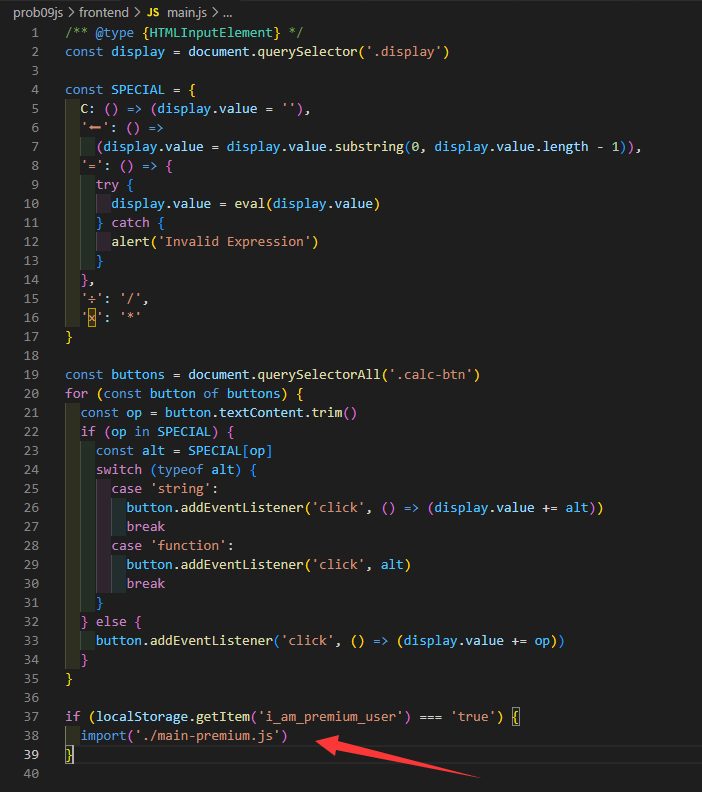 prob09js > frontend > JS main.js > ...
1 /** @type {HTMLInputElement} */
2 const display = document.querySelector('.display')
3
4 const SPECIAL = {
5   C: () => (display.value = ''),
6   '⬅': () =>
7     (display.value = display.value.substring(0, display.value.length - 1)),
8   '=': () => {
9     try {
10       display.value = eval(display.value)
11     } catch {
12       alert('Invalid Expression')
13     }
14   },
15   '÷': '/',
16   '×': '*'
17 }
18
19 const buttons = document.querySelectorAll('.calc-btn')
20 for (const button of buttons) {
21   const op = button.textContent.trim()
22   if (op in SPECIAL) {
23     const alt = SPECIAL[op]
24     switch (typeof alt) {
25       case 'string':
26         button.addEventListener('click', () => (display.value += alt))
27         break
28       case 'function':
29         button.addEventListener('click', alt)
30         break
31     }
32   } else {
33     button.addEventListener('click', () => (display.value += op))
34   }
35 }
36
37 if (localStorage.getItem('i_am_premium_user') === 'true') {
38   import('./main-premium.js')
39 }
40